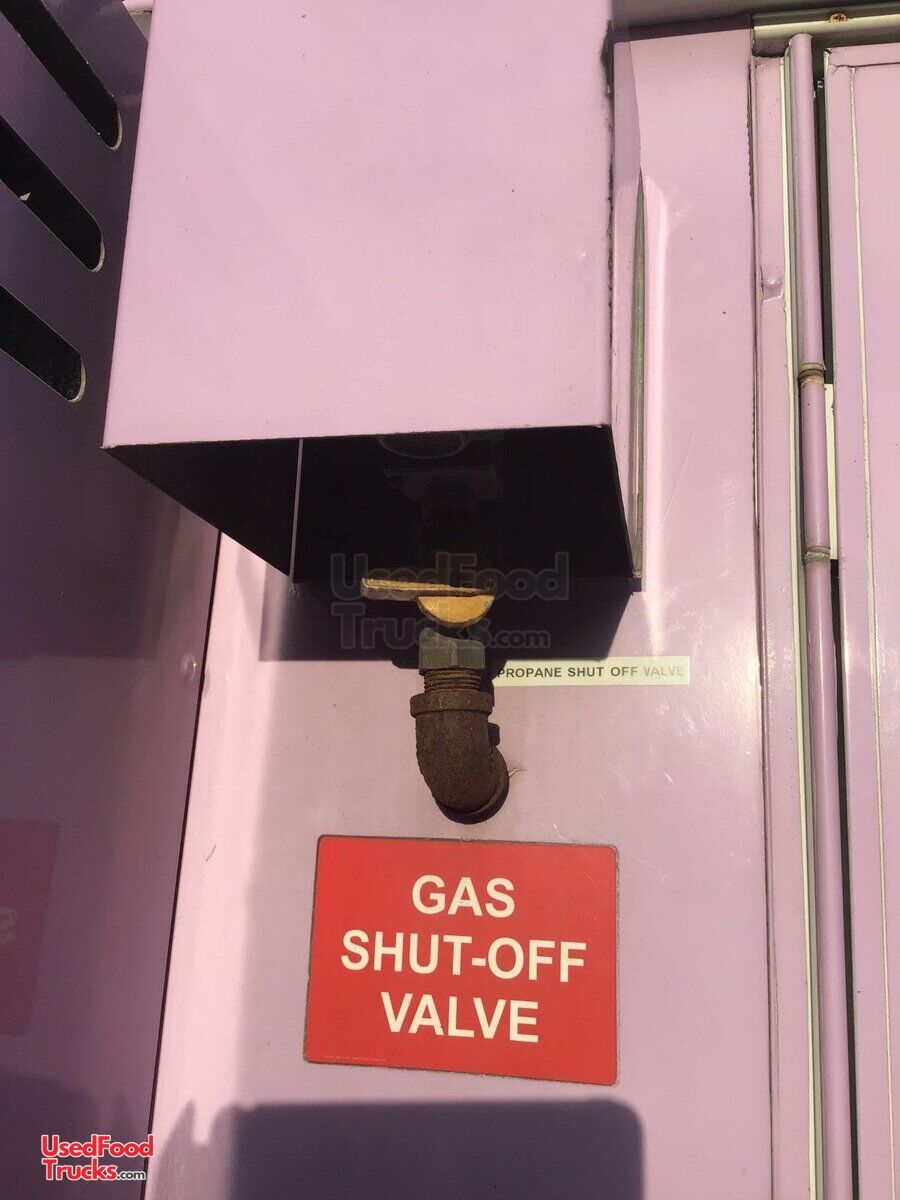 UsedFood
Trucks.com
PROPANE SHUT OFF VALVE
GAS
SHUT-OFF
VALVE
UsedFood
Trucks.com